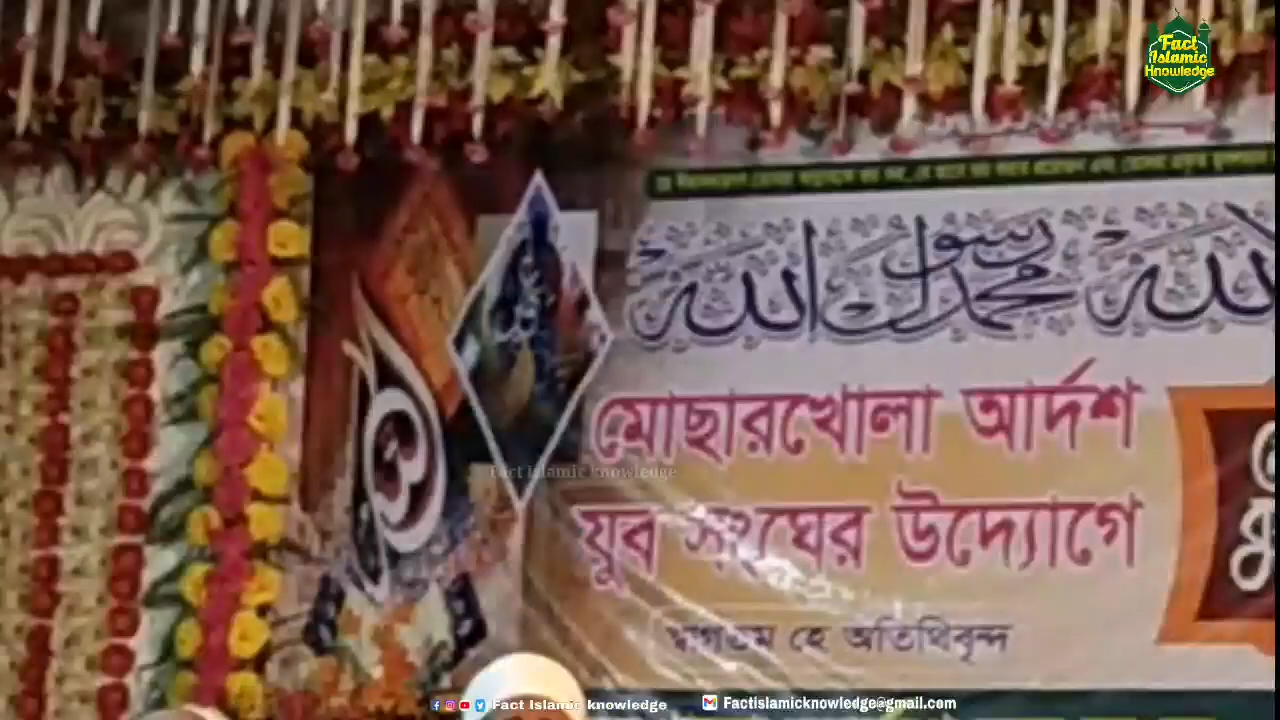 Fact
Islamic
Knowledge
الله رسول محمد الله
মোছারখোলা আর্দশ
যুব সংঘের উদ্যোগে
স্বাগতম হে অতিথিবৃন্দ
Fact islamic knowledge
Fact Islamic knowledge
Factislamicknowledge@gmail.com